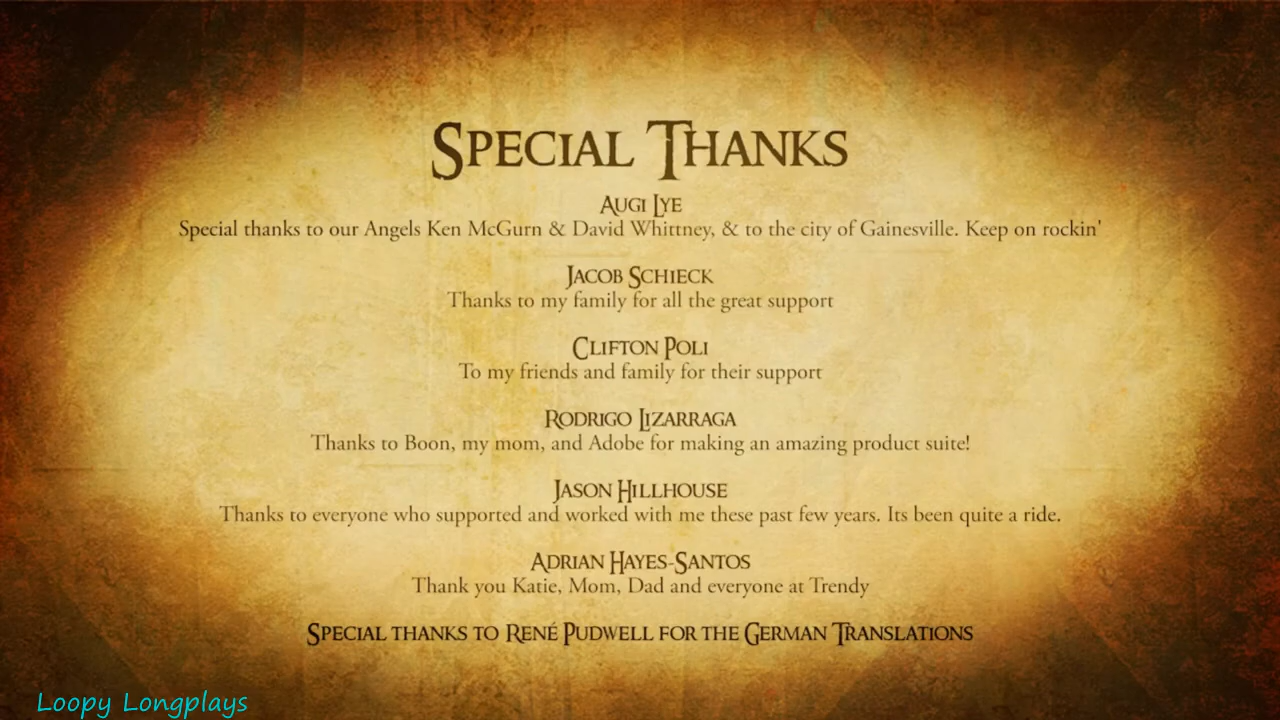 Special Thanks
Augi Lye
Special thanks to our Angels Ken McGurn & David Whittney, & to the city of Gainesville. Keep on rockin'
Jacob Schieck
Thanks to my family for all the great support
Clifton Poli
To my friends and family for their support
Rodrigo Lizarraga
Thanks to Boon, my mom, and Adobe for making an amazing product suite!
Jason Hillhouse
Thanks to everyone who supported and worked with me these past few years. Its been quite a ride.
Adrian Hayes-Santos
Thank you Katie, Mom, Dad and everyone at Trendy
Special thanks to René Pudwell for the German Translations
Loopy Longplays